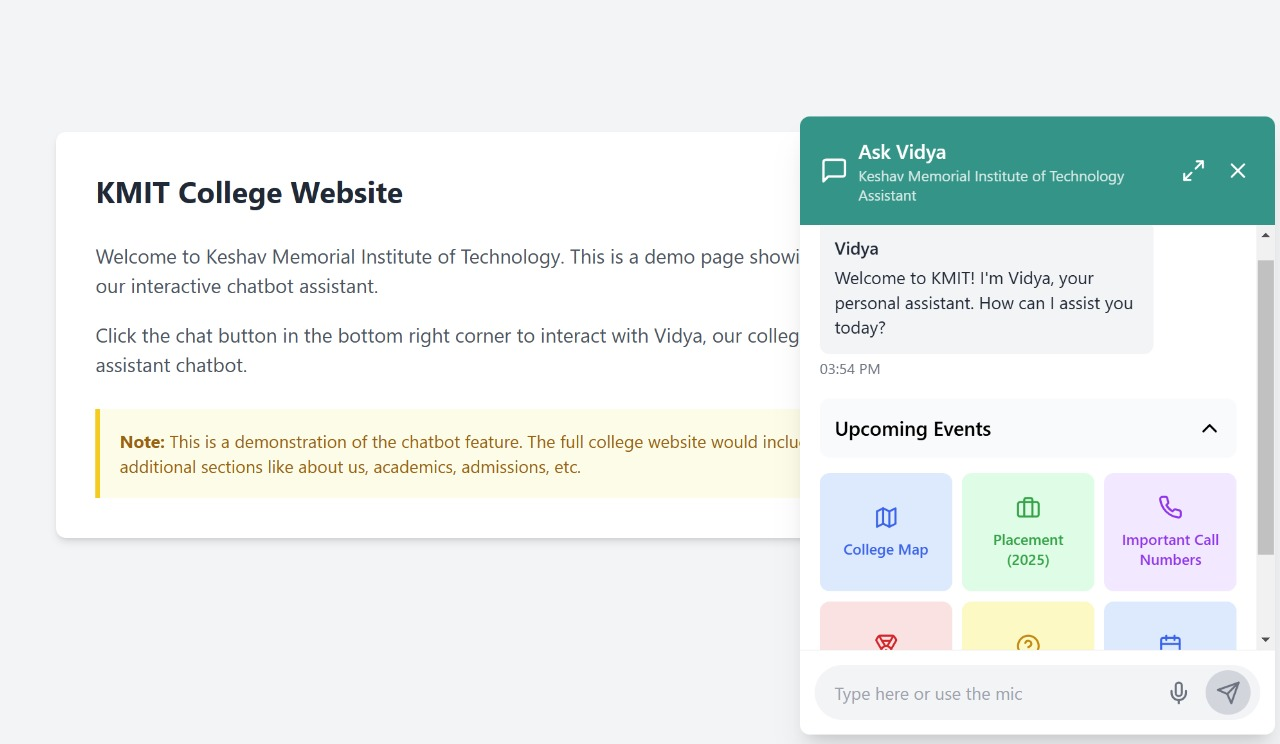 KMIT College Website
Welcome to Keshav Memorial Institute of Technology. This is a demo page
our interactive chatbot assistant.
Click the chat button in the bottom right corner to interact with Vidya, our
assistant chatbot.
Note: This is a demonstration of the chatbot feature. The full college website would
additional sections like about us, academics, admissions, etc.
Ask Vidya
Keshav Memorial Institute of Technology
Assistant
Vidya
Welcome to KMIT! I'm Vidya, your
personal assistant. How can I assist you
today?
03:54 PM
Upcoming Events
College Map
Placement
(2025)
Important Call
Numbers
Type here or use the mic